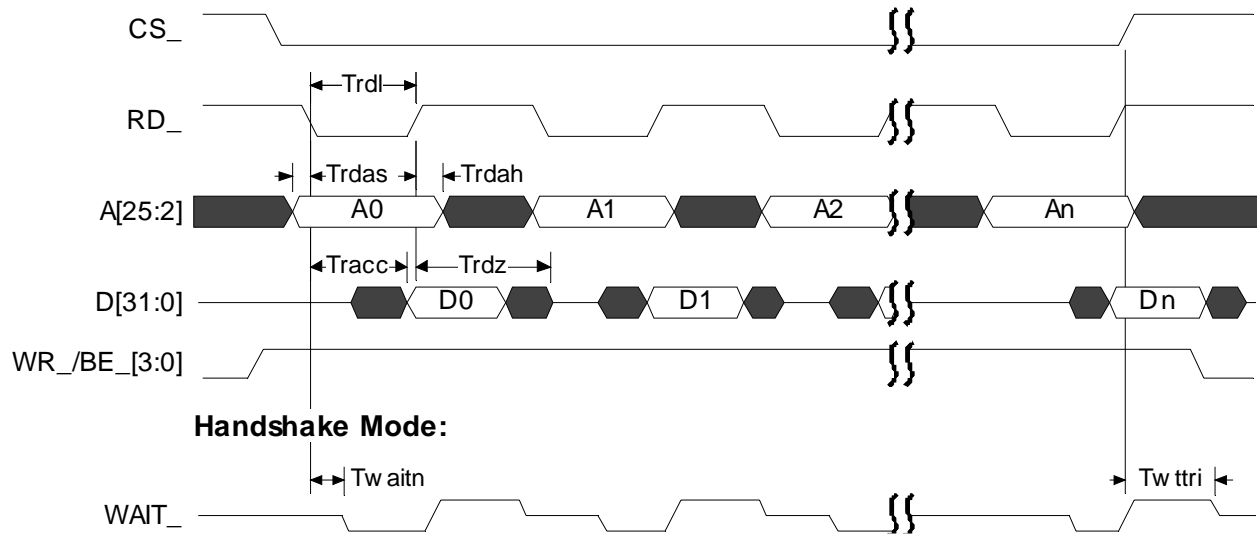 CS_
Trdl
RD_
Trdas Trdah
A[25:2] A0 A1 A2 An
Tracc Trdz
D[31:0] D0 D1 Dn
WR_/BE_[3:0]
Handshake Mode:
Twaitn Twttri
WAIT_